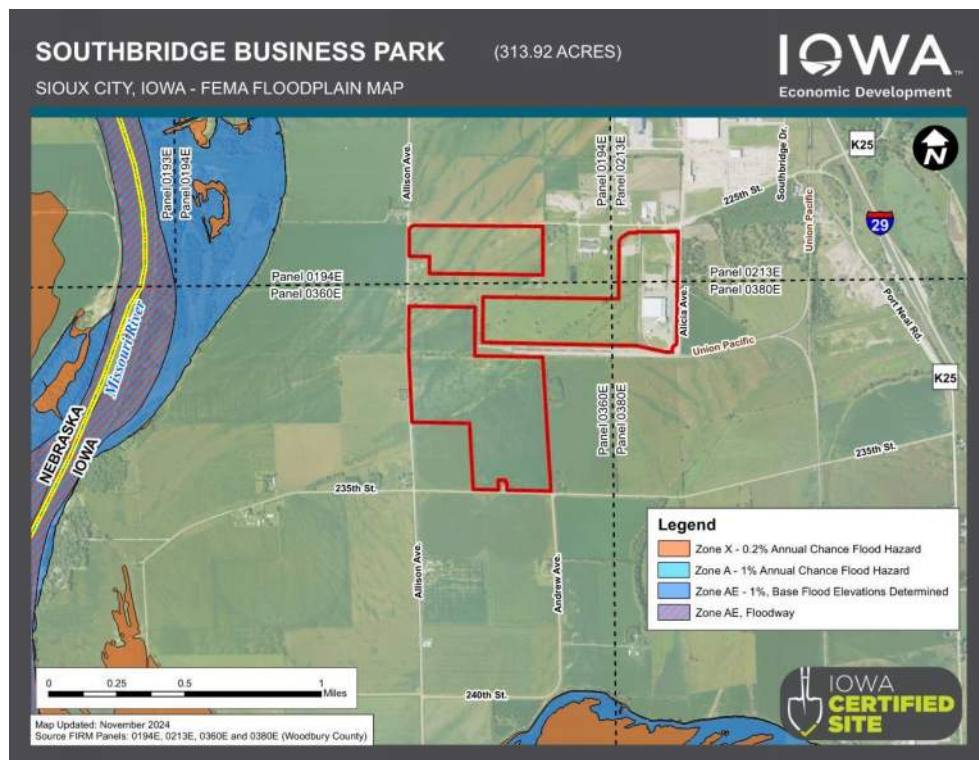 SOUTHBRIDGE BUSINESS PARK (313.92 ACRES)
SIOUX CITY, IOWA - FEMA FLOODPLAIN MAP
IOWA™
Economic Development
Panel 0193E
Panel 0194E
Allison Ave.
Panel 0194E
Panel 0213E
Southbridge Dr.
K25
N
225th St.
Union Pacific
29
Panel 0194E
Panel 0360E
Panel 0213E
Panel 0380E
Alicia Ave.
Port Neal Rd.
Missouri River
Union Pacific
K25
NEBRASKA
IOWA
Panel 0360E
Panel 0380E
235th St.
235th St.
Allison Ave.
Andrew Ave.
Legend
Zone X - 0.2% Annual Chance Flood Hazard
Zone A - 1% Annual Chance Flood Hazard
Zone AE - 1%, Base Flood Elevations Determined
Zone AE, Floodway
0 0.25 0.5 1
Miles
240th St.
Map Updated: November 2024
Source FIRM Panels: 0194E, 0213E, 0360E and 0380E (Woodbury County)
IOWA
CERTIFIED
SITE